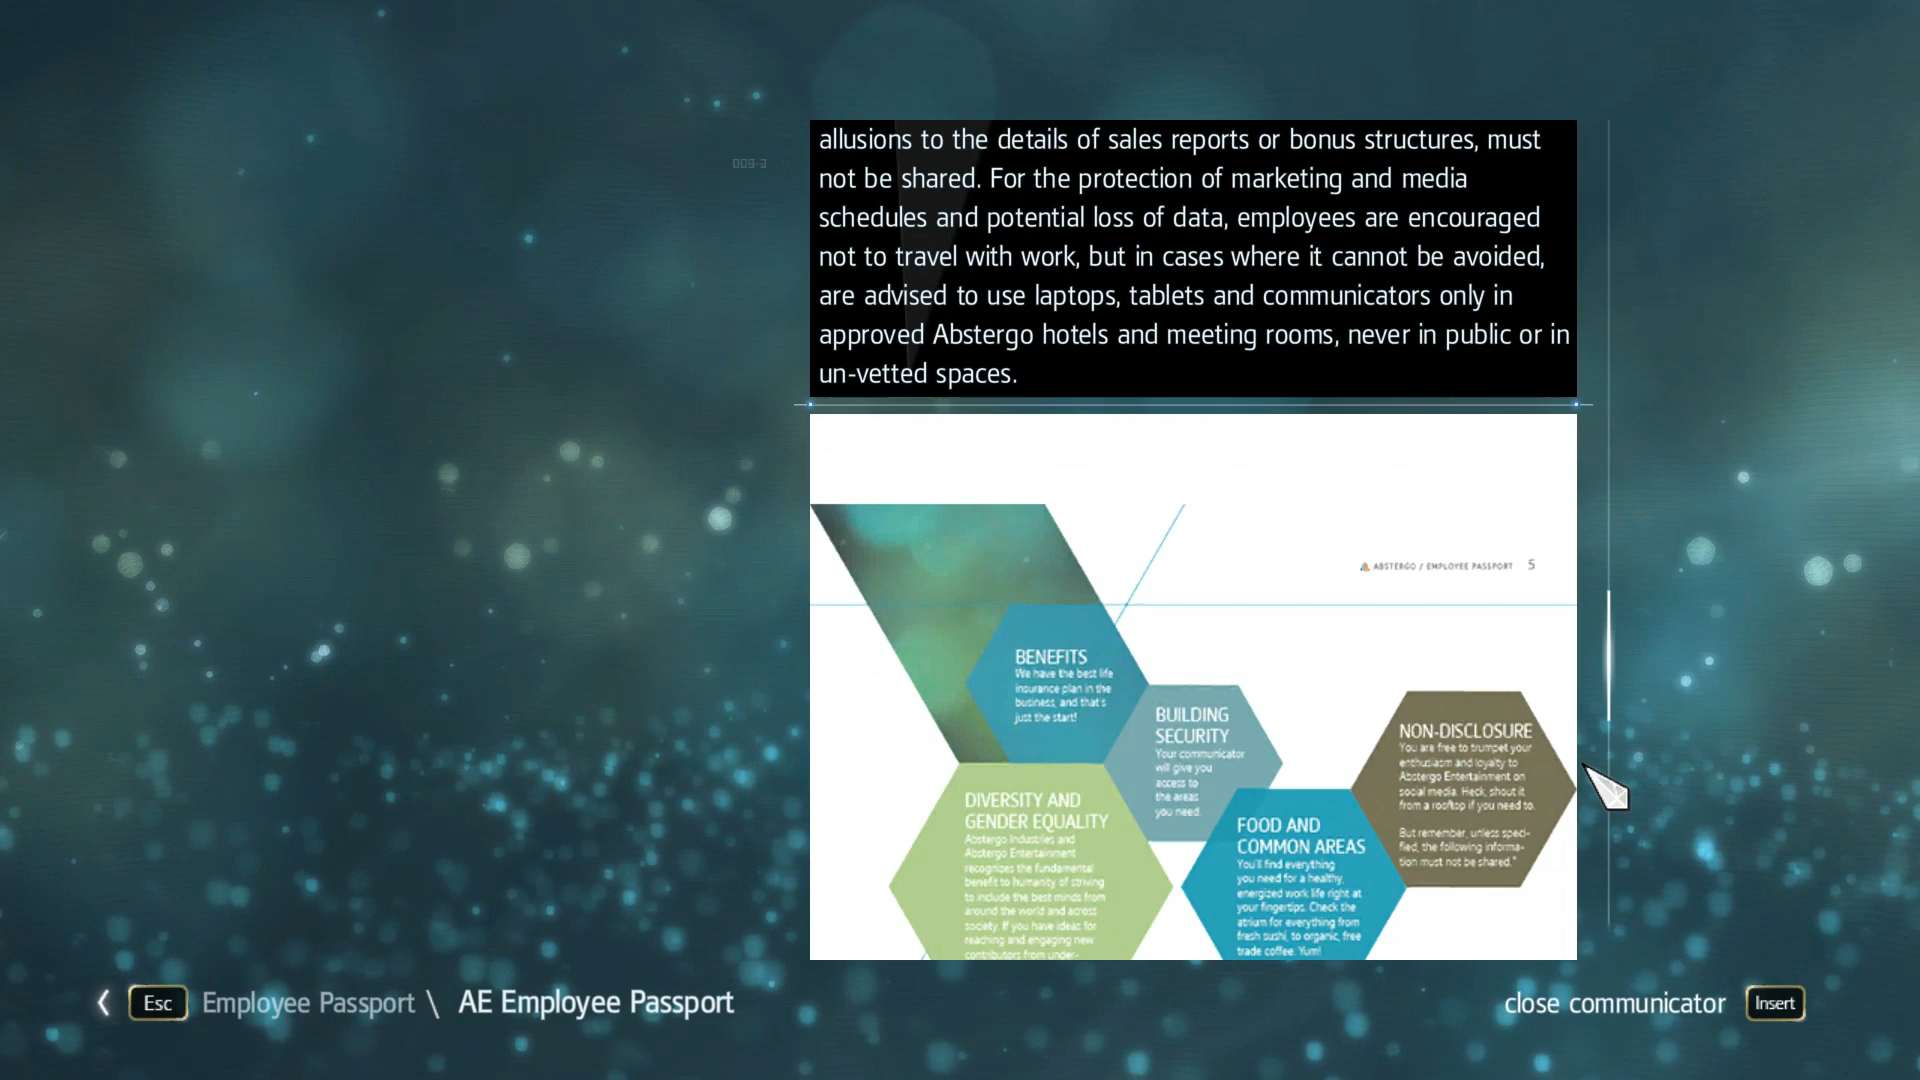 009-3
allusions to the details of sales reports or bonus structures, must
not be shared. For the protection of marketing and media
schedules and potential loss of data, employees are encouraged
not to travel with work, but in cases where it cannot be avoided,
are advised to use laptops, tablets and communicators only in
approved Abstergo hotels and meeting rooms, never in public or in
un-vetted spaces.
ABSTERGO / EMPLOYEE PASSPORT 5
BENEFITS
We have the best life
insurance plan in the
business, and that's
just the start!
BUILDING
SECURITY
Your communicator
will give you
access to
the areas
you need.
NON-DISCLOSURE
You are free to trumpet your
enthusiasm and loyalty to
Abstergo Entertainment on
social media. Heck, shout it
from a rooftop if you need to.
But remember, unless speci-
fied, the following informa-
tion must not be shared.*
DIVERSITY AND
GENDER EQUALITY
Abstergo Industries and
Abstergo Entertainment
recognizes the fundamental
benefit to humanity of striving
to include the best minds from
around the world and across
society. If you have ideas for
reaching and engaging new
contributors from under-
FOOD AND
COMMON AREAS
You'll find everything
you need for a healthy,
energized work life right at
your fingertips. Check the
atrium for everything from
fresh sushi, to organic, free
trade coffee. Yum!
Esc Employee Passport \ AE Employee Passport
close communicator Insert